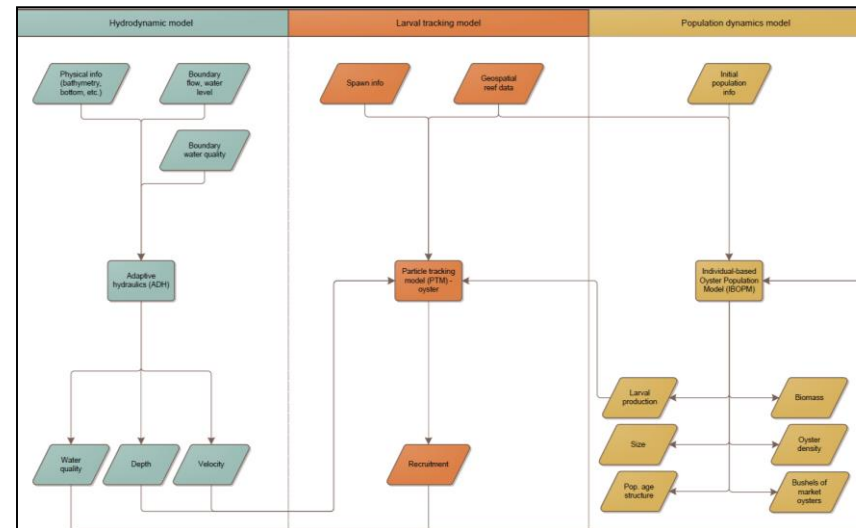 Hydrodynamic model
Larval tracking model
Population dynamics model
Physical info
(bathymetry,
bottom, etc.)
Boundary
flow, water
level
Spawn info
Geospatial
reef data
Initial
population
info
Boundary
water quality
Adaptive
hydraulics (ADH)
Particle tracking
model (PTM) -
oyster
Individual-based
Oyster Population
Model (IBOPM)
Larval
production
Biomass
Size
Oyster
density
Water
quality
Depth
Velocity
Recruitment
Pop. age
structure
Bushels of
market
oysters